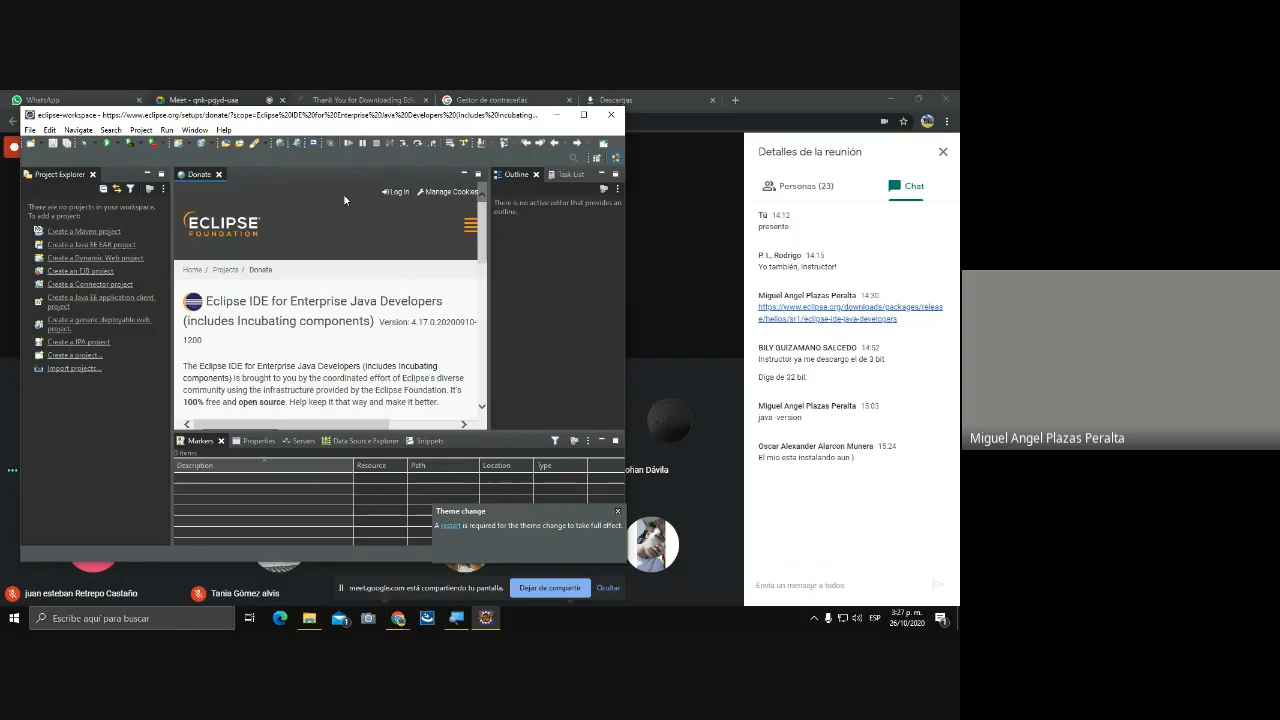 WhatsApp
Meet - qnk-pqyd-uaa
Thank You for Downloading Ecli
Gestor de contraseñas
Descargas
eclipse-workspace - https://www.eclipse.org/setups/donate/?scope=Eclipse%20IDE%20for%20Enterprise%20Java%20Developers%20(includes%20Incubating
File Edit Navigate Search Project Run Window Help
Project Explorer
Donate
Outline
Task List
There are no projects in your workspace.
To add a project:
Create a Maven project
Create a Java EE EAR project
Create a Dynamic Web project
Create an EJB project
Create a Connector project
Create a Java EE application client
project
Create a generic deployable web
project.
Create a JPA project
Create a project...
Import projects...
Log in
Manage Cookies
ECLIPSE
FOUNDATION
Home / Projects / Donate
Eclipse IDE for Enterprise Java Developers
(includes Incubating components) Version: 4.17.0.20200910-
1200
The Eclipse IDE for Enterprise Java Developers (includes Incubating
components) is brought to you by the coordinated effort of Eclipse's diverse
community using the infrastructure provided by the Eclipse Foundation. It's
100% free and open source. Help keep it that way and make it better.
There is no active editor that provides an
outline.
Markers
Properties
Servers
Data Source Explorer
Snippets
0 items
Description Resource Path Location Type
Theme change
A restart is required for the theme change to take full effect.
ohan Dávila
juan esteban Retrepo Castaño
Tania Gómez alvis
meet.google.com está compartiendo tu pantalla.
Dejar de compartir
Ocultar
Detalles de la reunión
Personas (23)
Chat
Tú 14:12
presente
P. I., Rodrigo 14:15
Yo también, instructor!
Miguel Angel Plazas Peralta 14:30
https://www.eclipse.org/downloads/packages/releas
e/helios/sr1/eclipse-ide-java-developers
BILY GUIZAMANO SALCEDO 14:52
Instructor ya me descargo el de 3 bit
Diga de 32 bit
Miguel Angel Plazas Peralta 15:03
java -version
Oscar Alexander Alarcon Munera 15:24
El mio esta instalando aun )
Envía un mensaje a todos
Escribe aquí para buscar
ESP
3:27 p. m.
26/10/2020
Miguel Angel Plazas Peralta